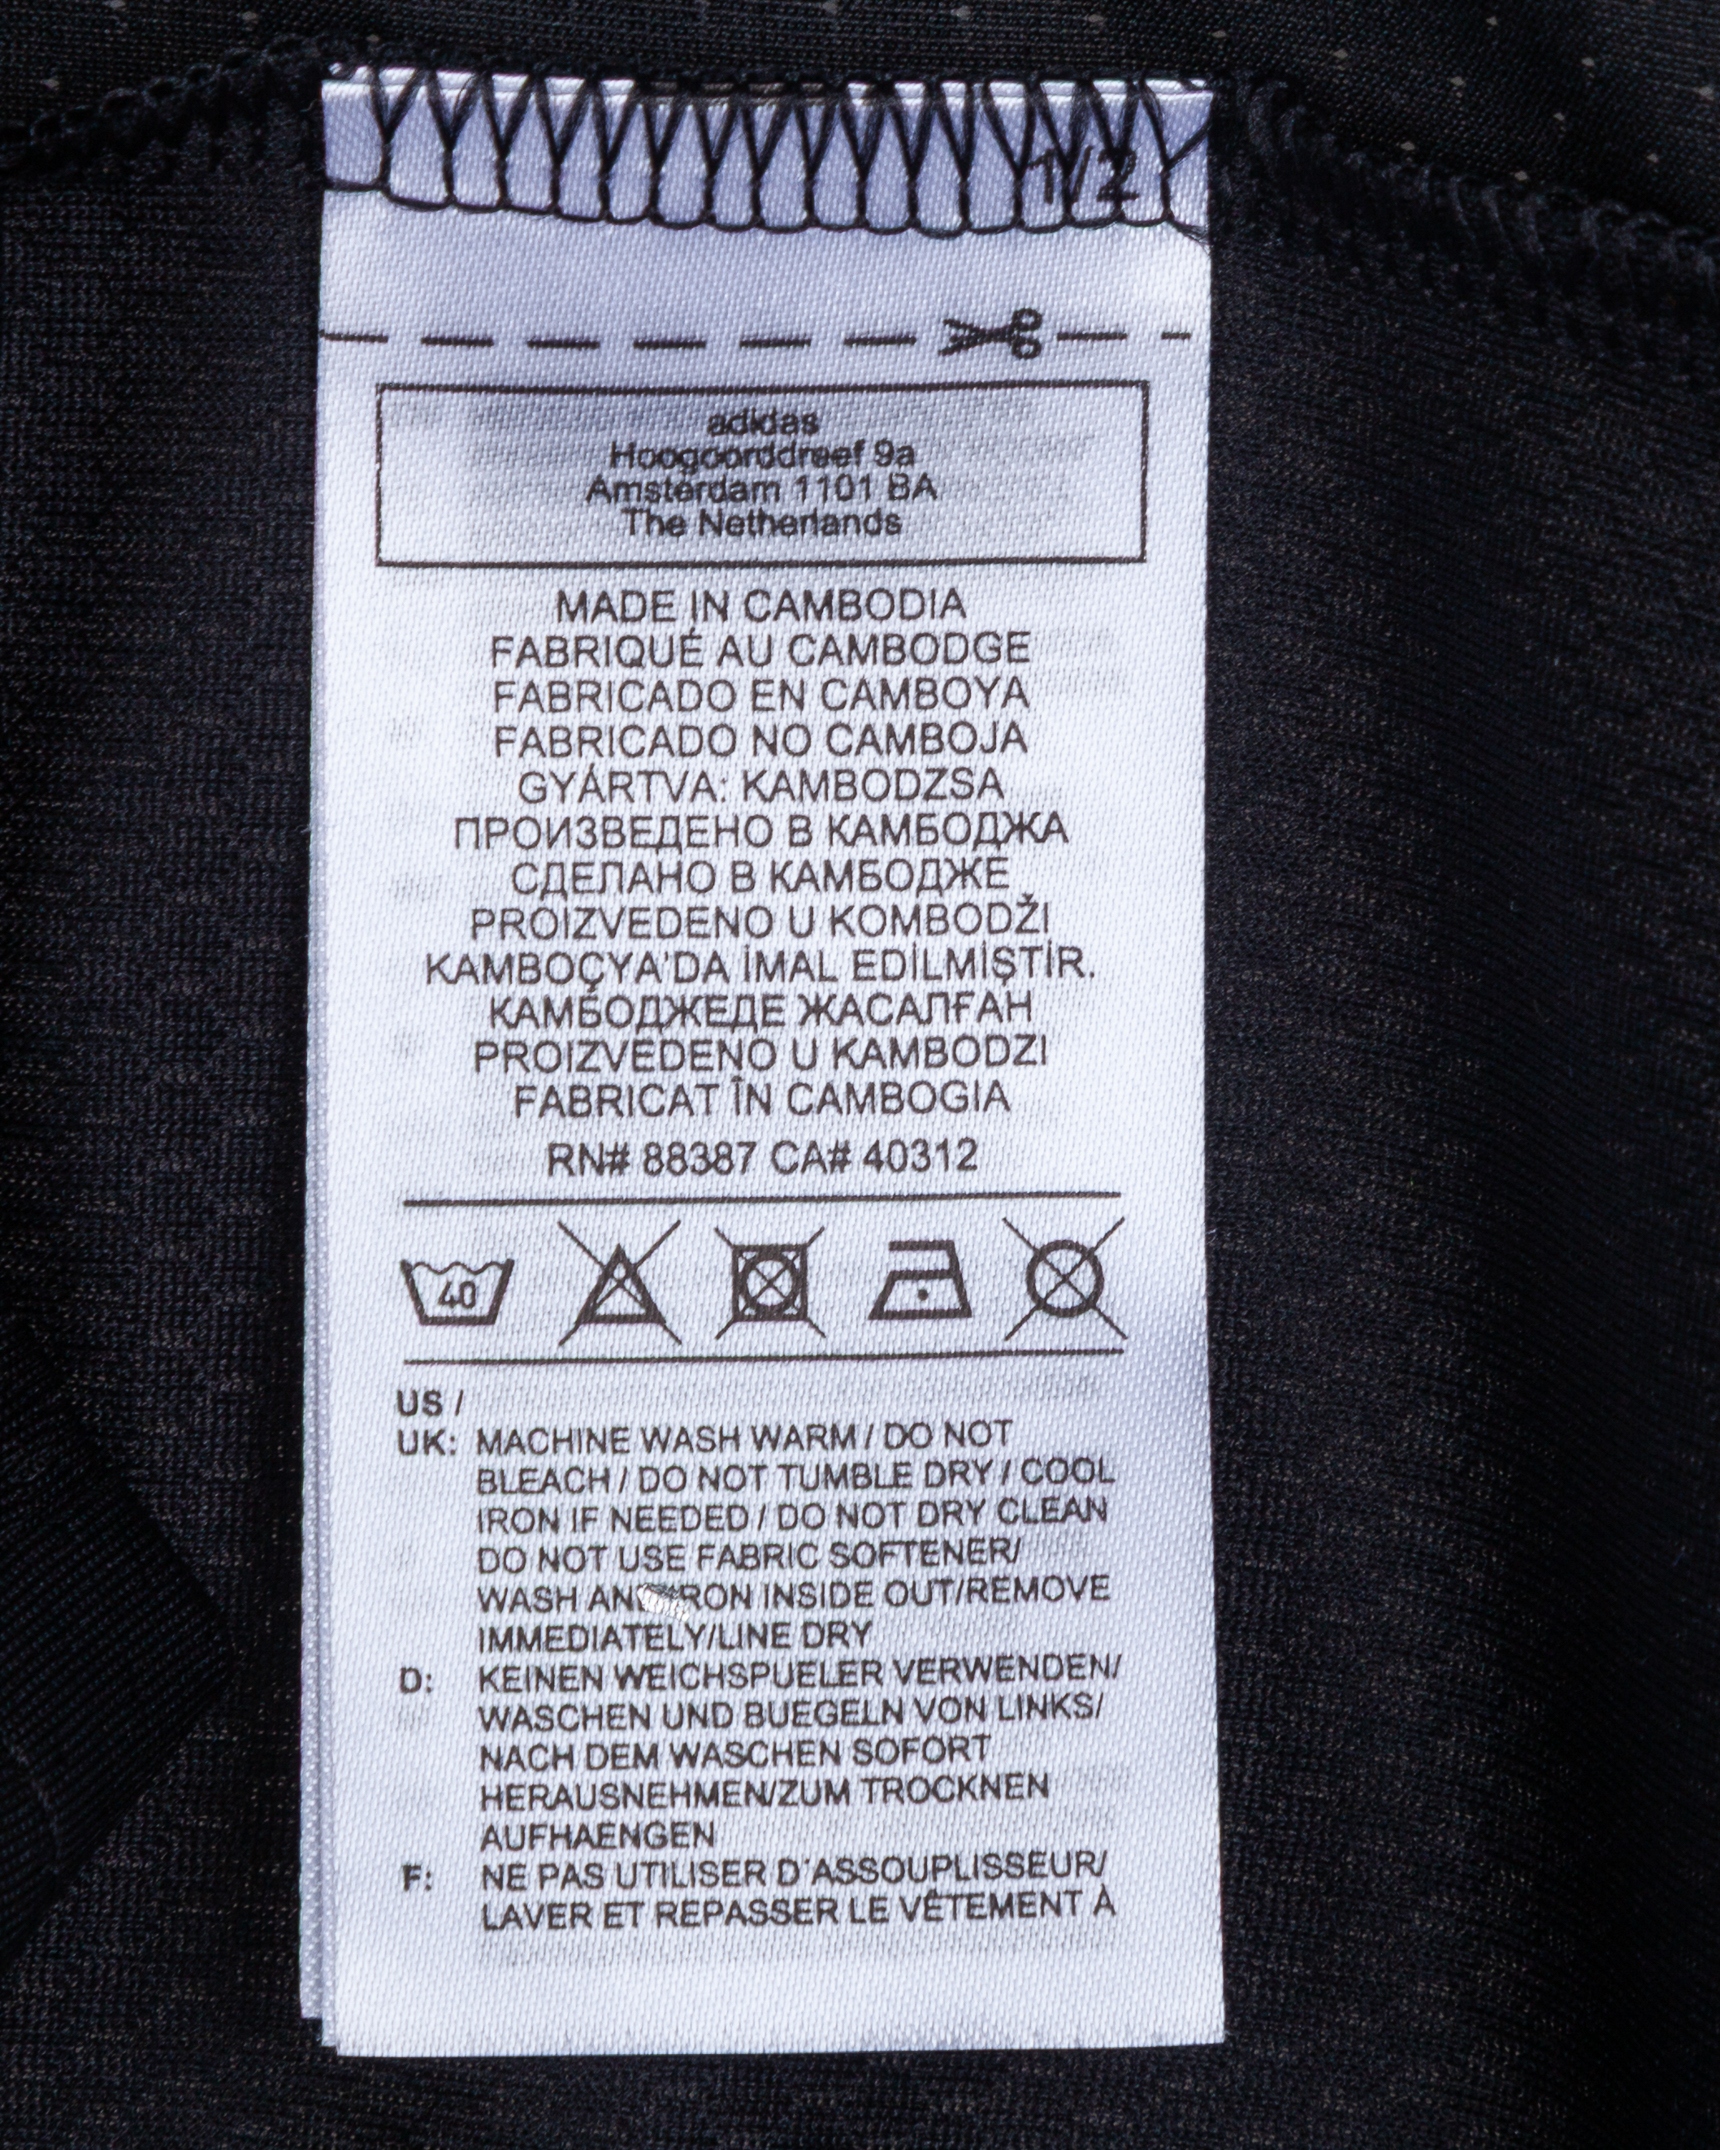 1/2
adidas
Hoogoorddreef 9a
Amsterdam 1101 BA
The Netherlands
MADE IN CAMBODIA
FABRIQUÉ AU CAMBODGE
FABRICADO EN CAMBOYA
FABRICADO NO CAMBOJA
GYÁRTVA: KAMBODZSA
ПРОИЗВЕДЕНО В КАМБОДЖА
СДЕЛАНО В КАМБОДЖЕ
PROIZVEDENO U KOMBODŽI
KAMBOÇYA'DA İMAL EDİLMİŞTİR.
КАМБОДЖЕДЕ ЖАСАЛҒАН
PROIZVEDENO U KAMBODZI
FABRICAT ÎN CAMBOGIA
RN# 88387 CA# 40312
40
US /
UK: MACHINE WASH WARM / DO NOT
BLEACH / DO NOT TUMBLE DRY / COOL
IRON IF NEEDED / DO NOT DRY CLEAN
DO NOT USE FABRIC SOFTENER/
WASH AND IRON INSIDE OUT/REMOVE
IMMEDIATELY/LINE DRY
D: KEINEN WEICHSPUELER VERWENDEN/
WASCHEN UND BUEGELN VON LINKS/
NACH DEM WASCHEN SOFORT
HERAUSNEHMEN/ZUM TROCKNEN
AUFHAENGEN
F: NE PAS UTILISER D'ASSOUPLISSEUR/
LAVER ET REPASSER LE VÊTEMENT À